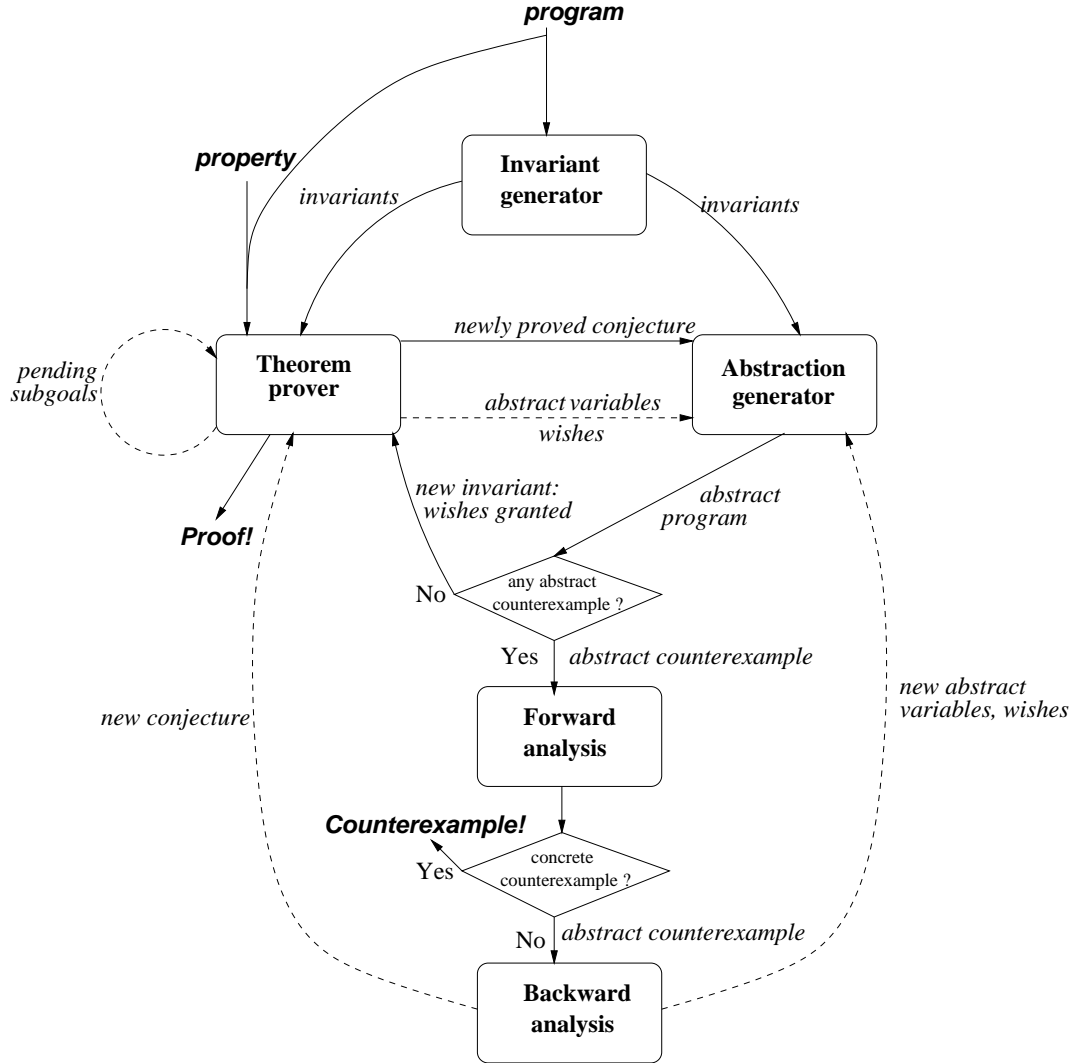 program
property
Invariant
generator
invariants
invariants
newly proved conjecture
pending
subgoals
Theorem
prover
Abstraction
generator
abstract variables
wishes
new invariant:
wishes granted
abstract
program
Proof!
any abstract
counterexample ?
No
Yes
abstract counterexample
new conjecture
new abstract
variables, wishes
Forward
analysis
Counterexample!
concrete
counterexample ?
Yes
No
abstract counterexample
Backward
analysis